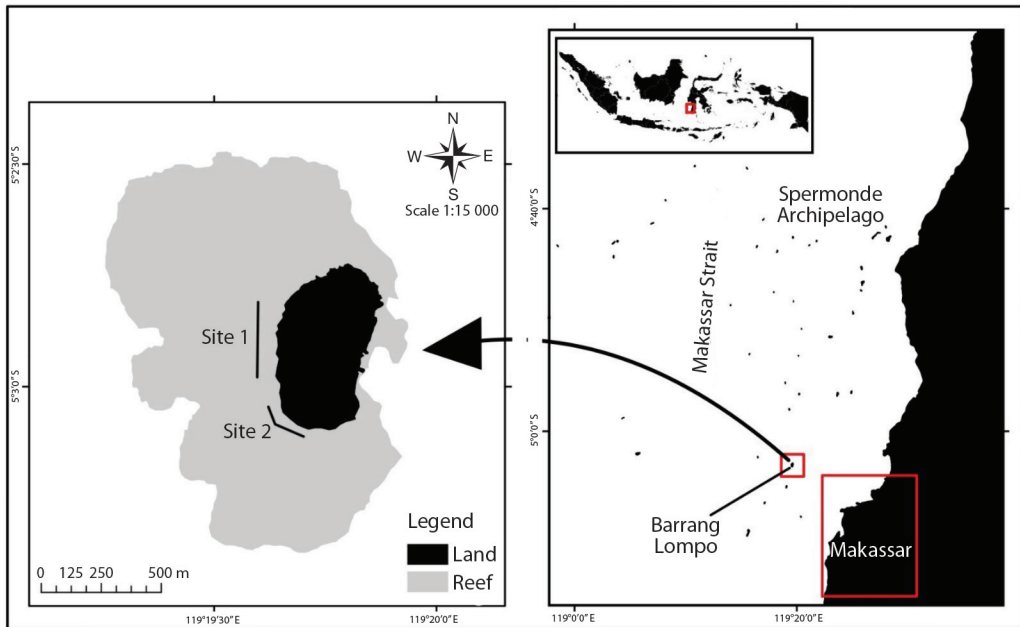 5°2'30"S
5°3'0"S
N
W E
S
Scale 1:15 000
Site 1
Site 2
Legend
Land
Reef
0 125 250 500 m
119°19'30"E
119°20'0"E
Spermonde
Archipelago
Makassar Strait
4°40'0"S
5°0'0"S
Barrang
Lompo
Makassar
119°0'0"E
119°20'0"E